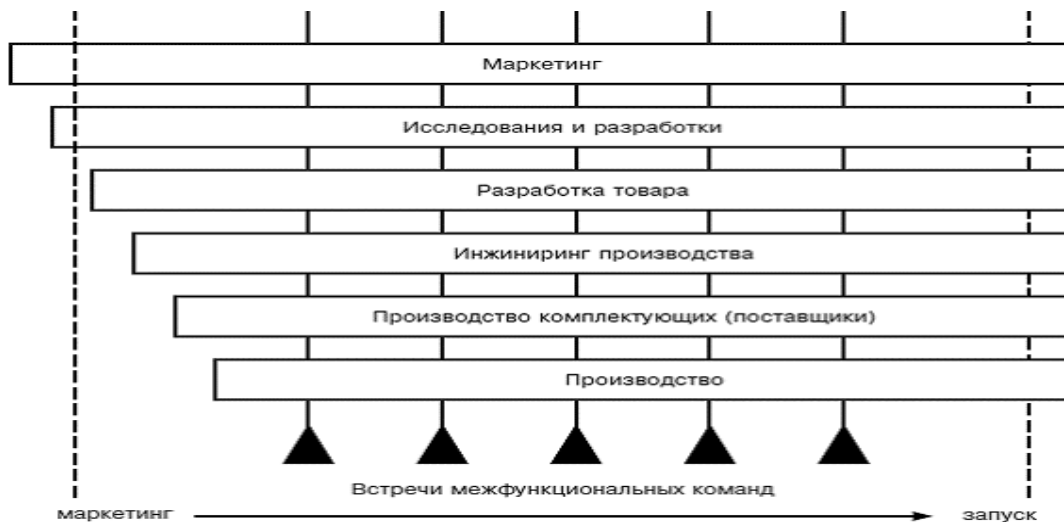 Маркетинг
Исследования и разработки
Разработка товара
Инжиниринг производства
Производство комплектующих (поставщики)
Производство
Встречи межфункциональных команд
маркетинг
запуск